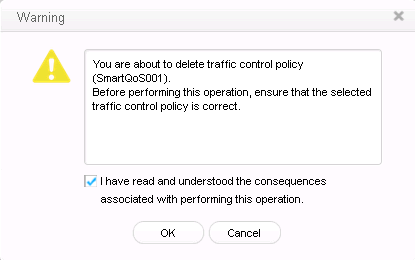 Warning
You are about to delete traffic control policy
(SmartQoS001).
Before performing this operation, ensure that the selected
traffic control policy is correct.
I have read and understood the consequences
associated with performing this operation.
OK
Cancel